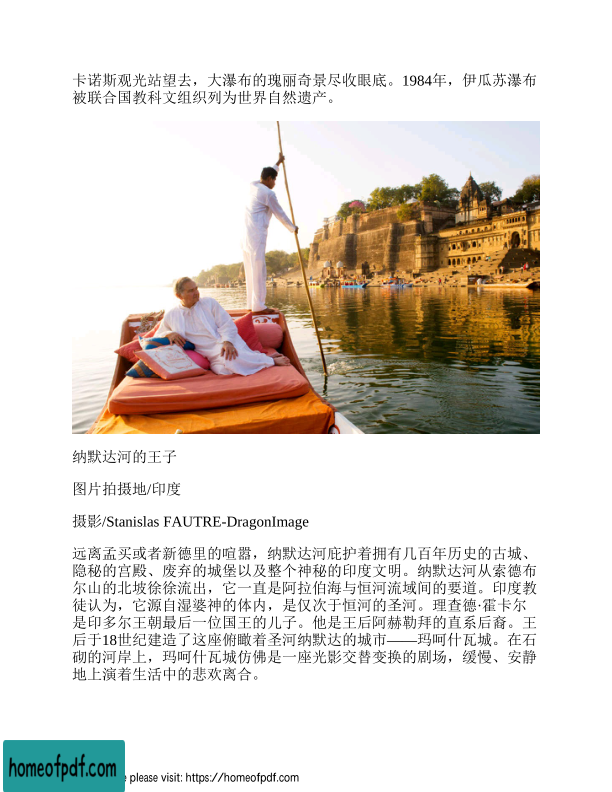 卡诺斯观光站望去，大瀑布的瑰丽奇景尽收眼底。1984年，伊瓜苏瀑布
被联合国教科文组织列为世界自然遗产。
纳默达河的王子
图片拍摄地/印度
摄影/Stanislas FAUTRE-DragonImage
远离孟买或者新德里的喧嚣，纳默达河庇护着拥有几百年历史的古城、
隐秘的宫殿、废弃的城堡以及整个神秘的印度文明。纳默达河从索德布
尔山的北坡徐徐流出，它一直是阿拉伯海与恒河流域间的要道。印度教
徒认为，它源自湿婆神的体内，是仅次于恒河的圣河。理查德·霍卡尔
是印多尔王朝最后一位国王的儿子。他是王后阿赫勒拜的直系后裔。王
后于18世纪建造了这座俯瞰着圣河纳默达的城市——玛呵什瓦城。在石
砌的河岸上，玛呵什瓦城仿佛是一座光影交替变换的剧场，缓慢、安静
地上演着生活中的悲欢离合。
homeofpdf.com
please visit: https://homeofpdf.com